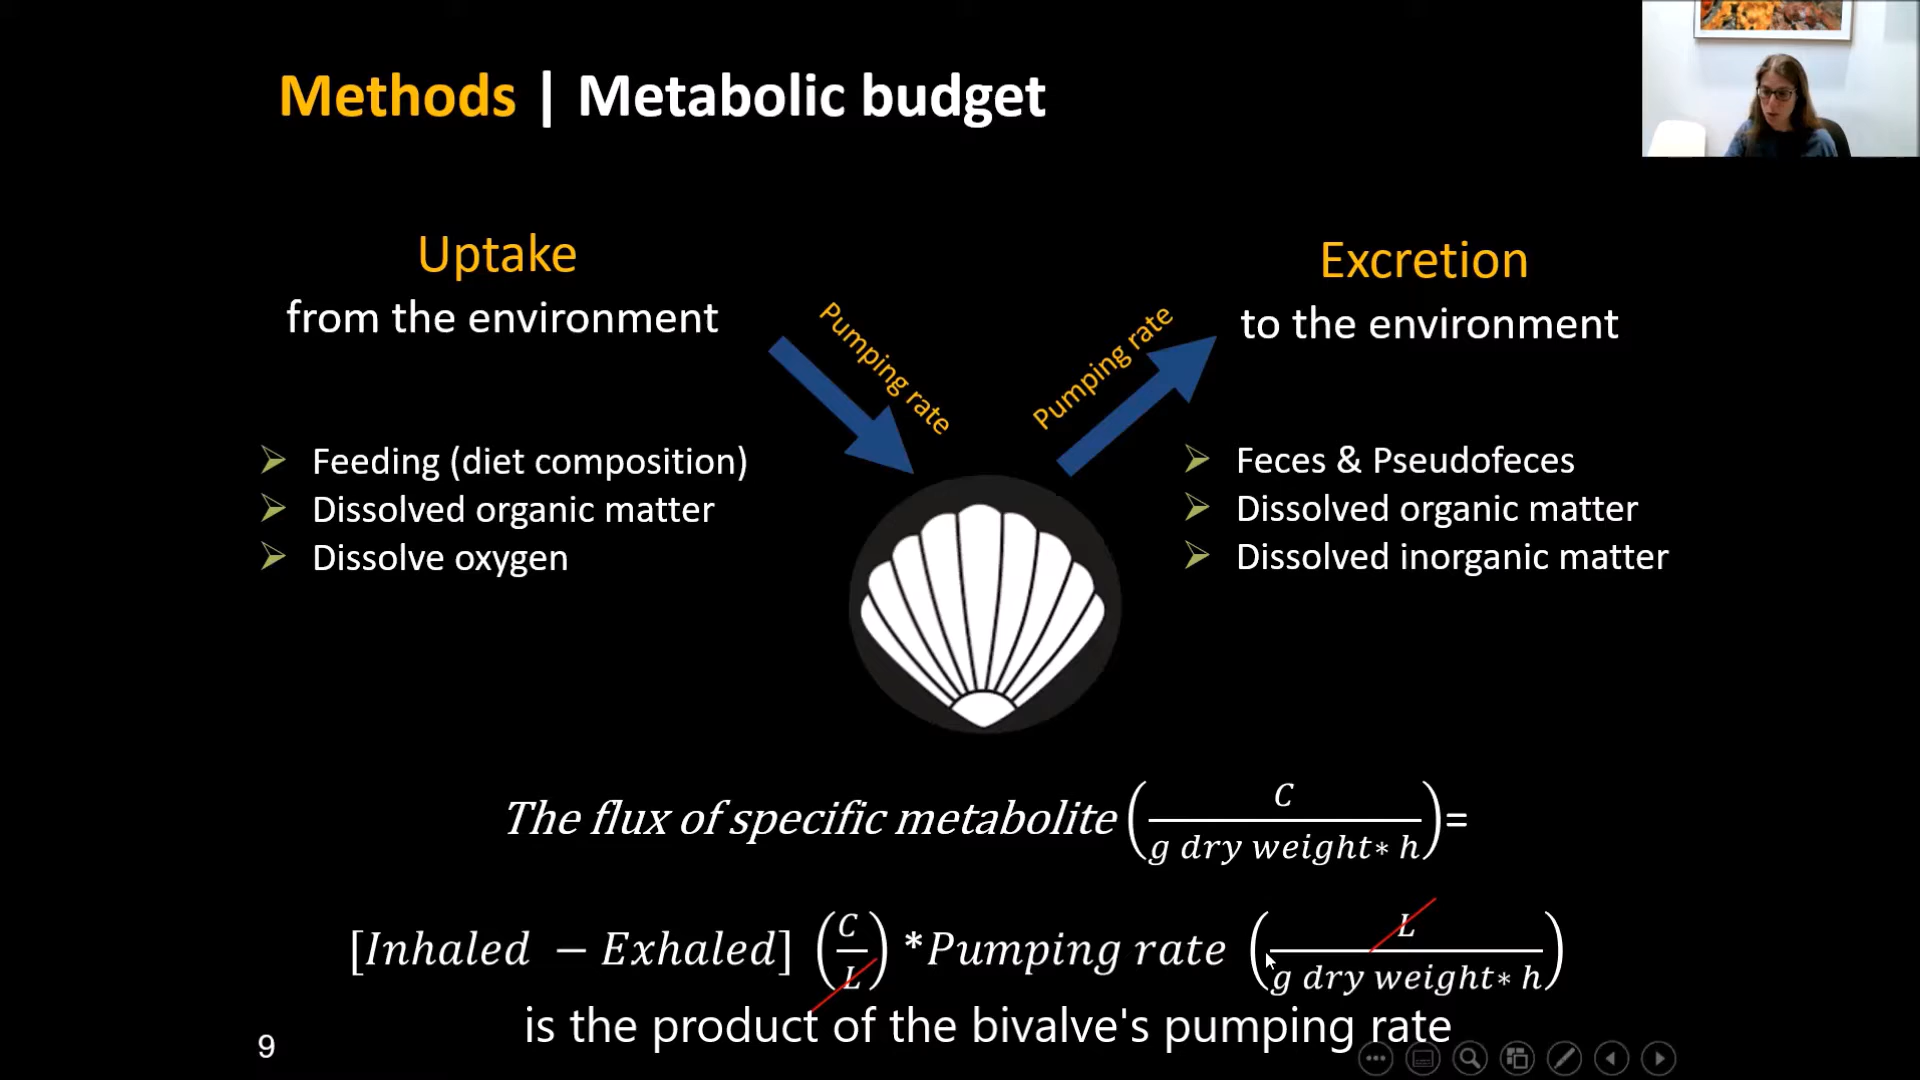 Methods | Metabolic budget
Uptake
from the environment
Pumping rate
Pumping rate
Excretion
to the environment
Feeding (diet composition)
Dissolved organic matter
Dissolve oxygen
Feces & Pseudofeces
Dissolved organic matter
Dissolved inorganic matter
The flux of specific metabolite (C / g dry weight* h) =
[Inhaled - Exhaled] (C / L) *Pumping rate (L / g dry weight* h)
is the product of the bivalve's pumping rate
9